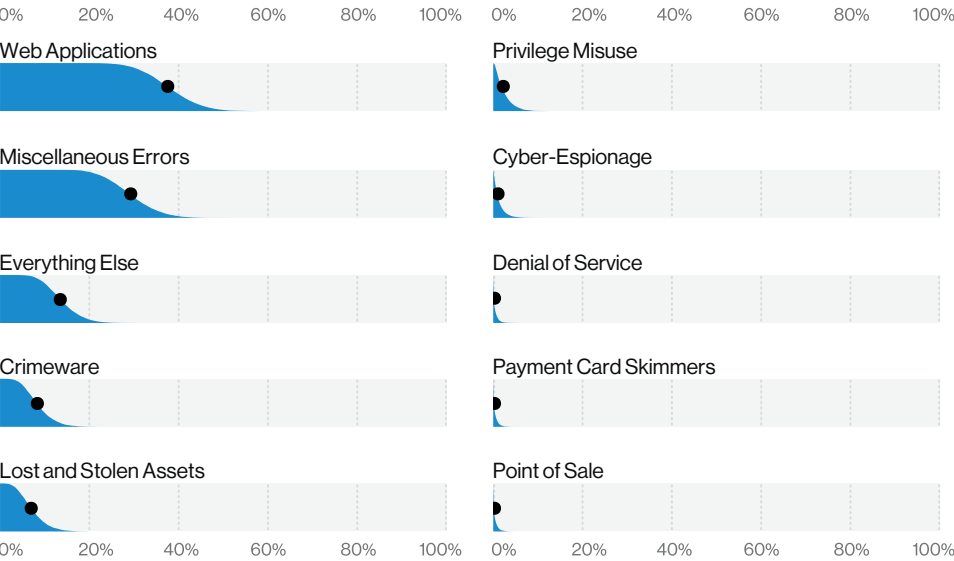 0% 20% 40% 60% 80% 100%
Web Applications
Miscellaneous Errors
Everything Else
Crimeware
Lost and Stolen Assets
0% 20% 40% 60% 80% 100%
0% 20% 40% 60% 80% 100%
Privilege Misuse
Cyber-Espionage
Denial of Service
Payment Card Skimmers
Point of Sale
0% 20% 40% 60% 80% 100%